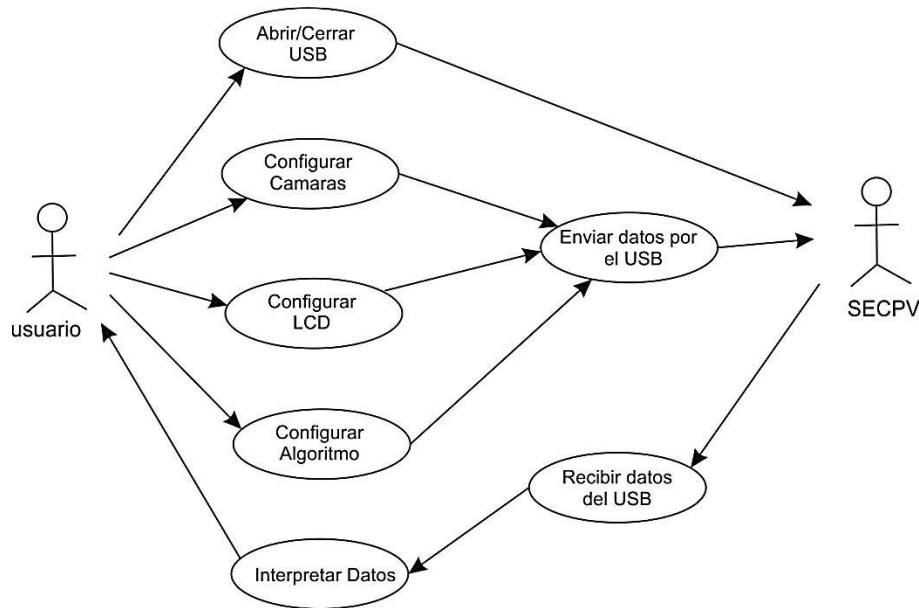 Abrir/Cerrar
USB
Configurar
Camaras
Enviar datos por
el USB
Configurar
LCD
usuario
SECPV
Configurar
Algoritmo
Recibir datos
del USB
Interpretar Datos